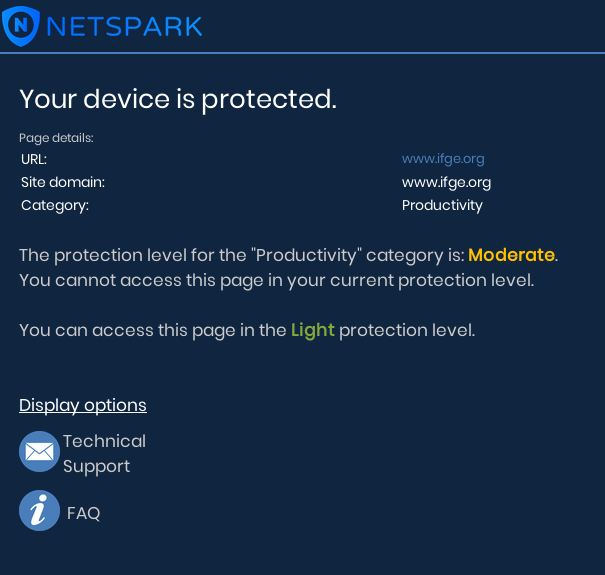 NETSPARK
Your device is protected.
Page details:
URL: www.ifge.org
Site domain: www.ifge.org
Category: Productivity
The protection level for the "Productivity" category is: Moderate.
You cannot access this page in your current protection level.
You can access this page in the Light protection level.
Display options
Technical
Support
FAQ